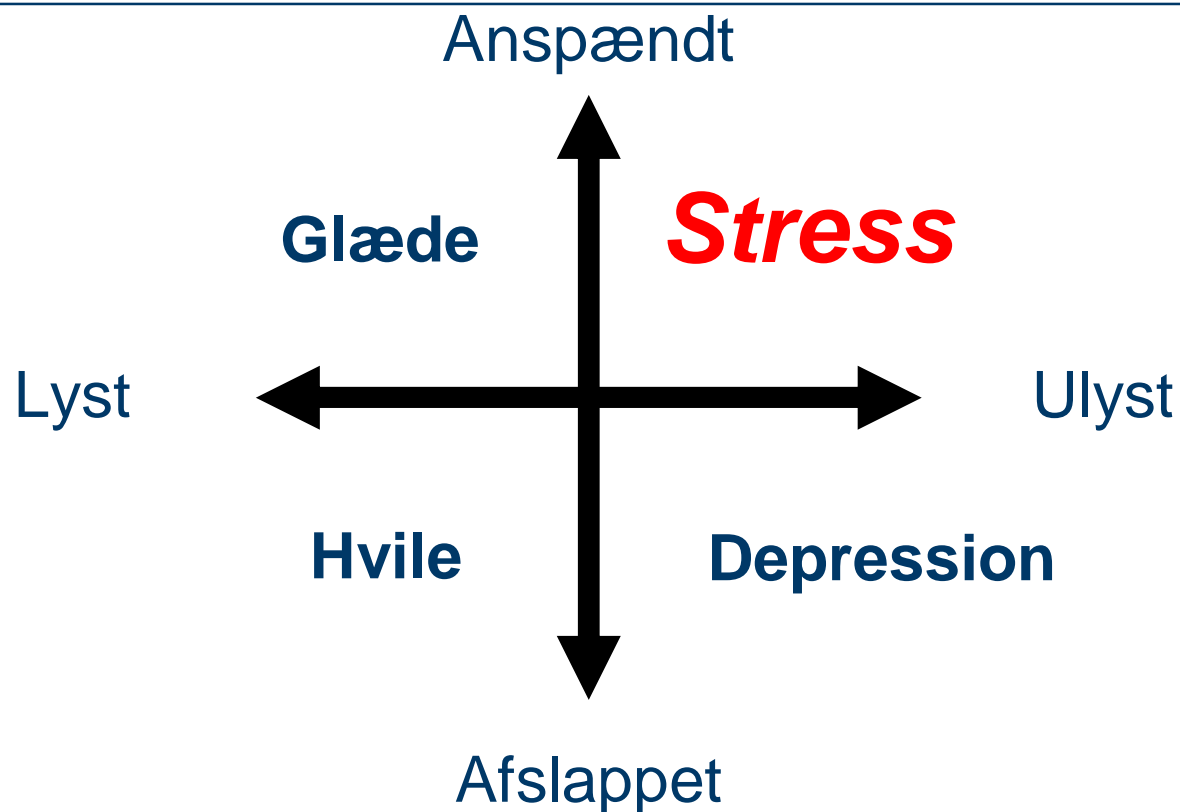 Anspændt
Glæde Stress
Lyst Ulyst
Hvile Depression
Afslappet